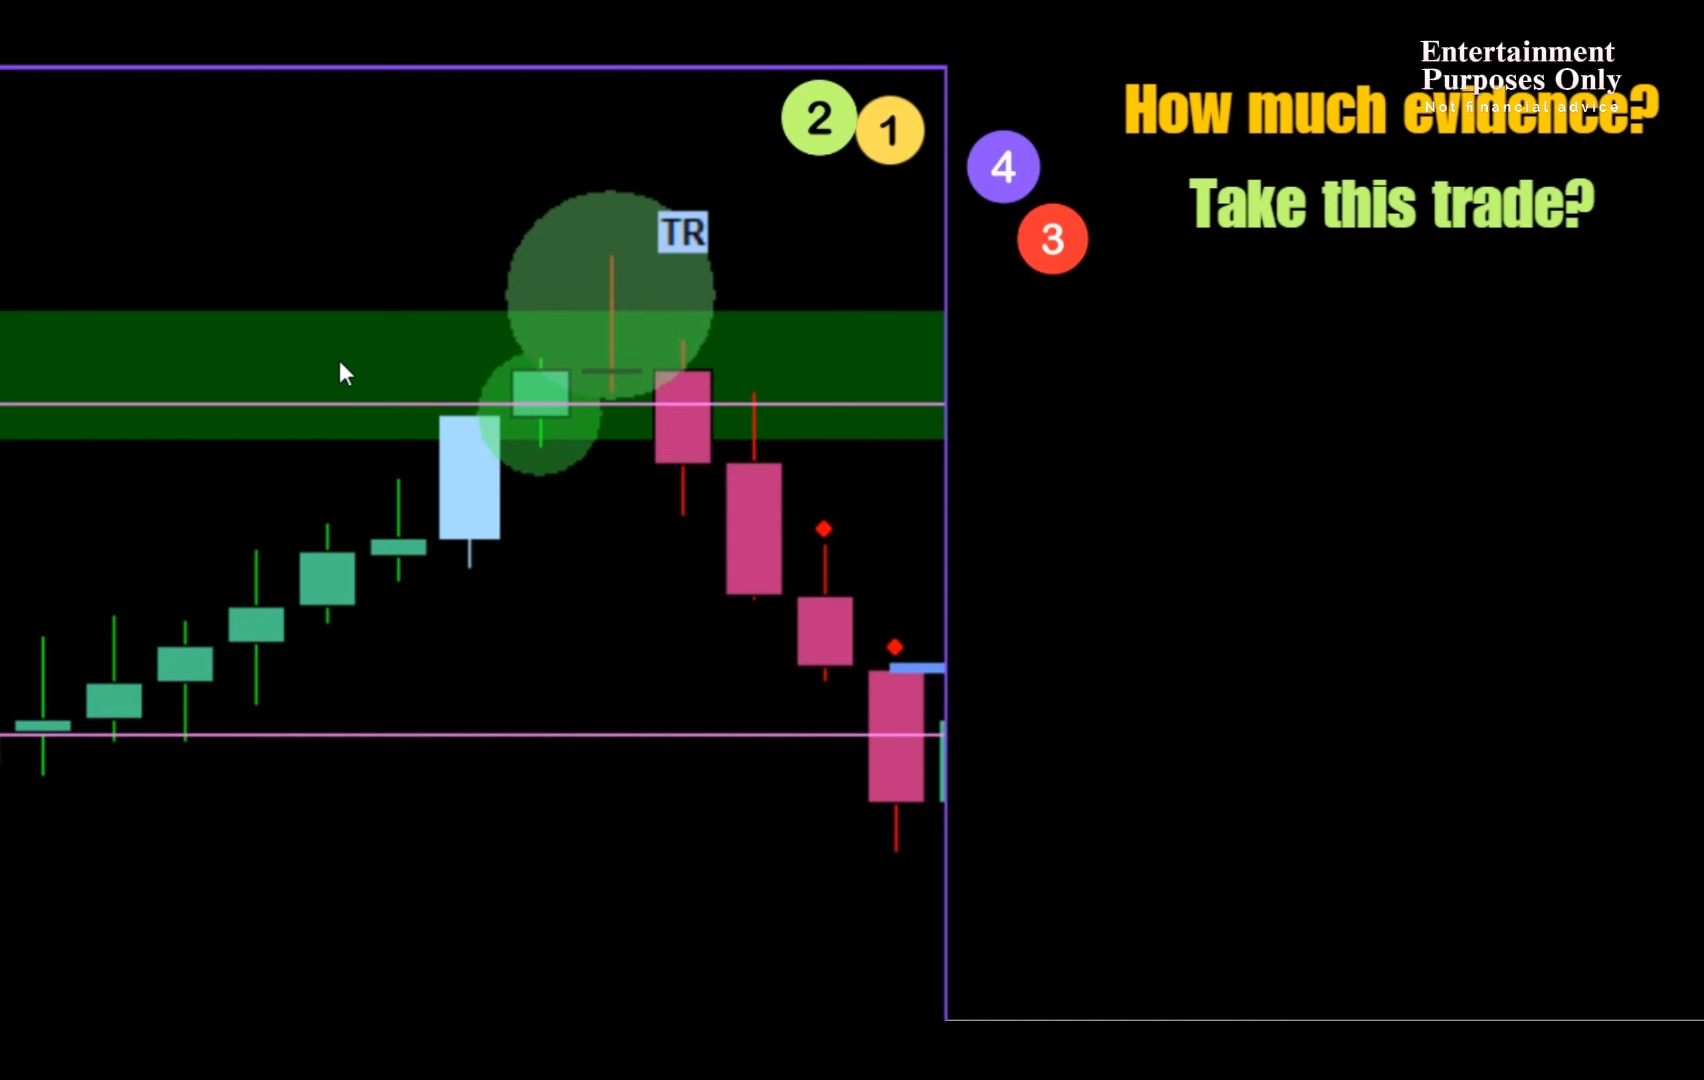 Entertainment
Purposes Only
Not financial advice
How much evidence?
Take this trade?
2
1
4
3
TR